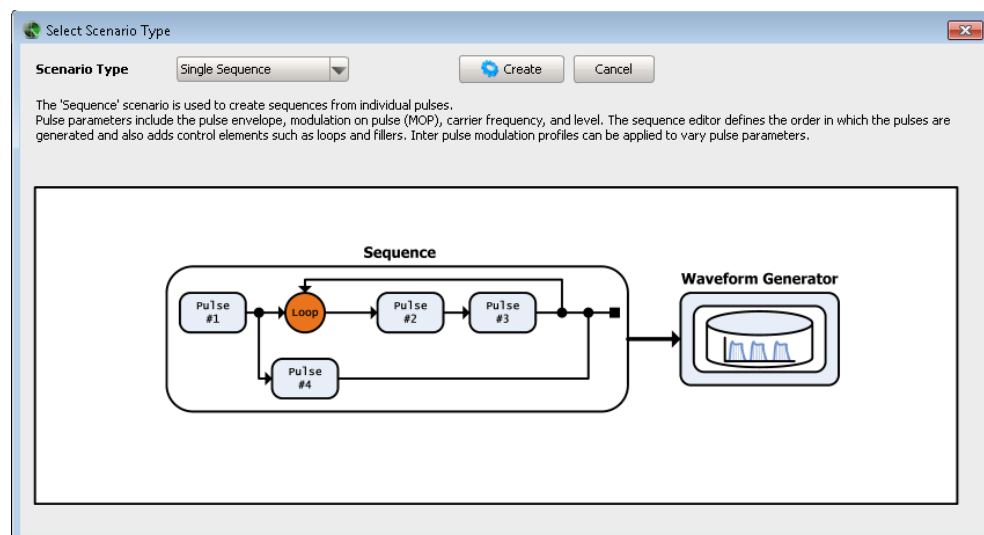 Select Scenario Type
Scenario Type
Single Sequence
Create
Cancel
The 'Sequence' scenario is used to create sequences from individual pulses.
Pulse parameters include the pulse envelope, modulation on pulse (MOP), carrier frequency, and level. The sequence editor defines the order in which the pulses are
generated and also adds control elements such as loops and fillers. Inter pulse modulation profiles can be applied to vary pulse parameters.
Sequence
Waveform Generator
Pulse
#1
Loop
Pulse
#2
Pulse
#3
Pulse
#4